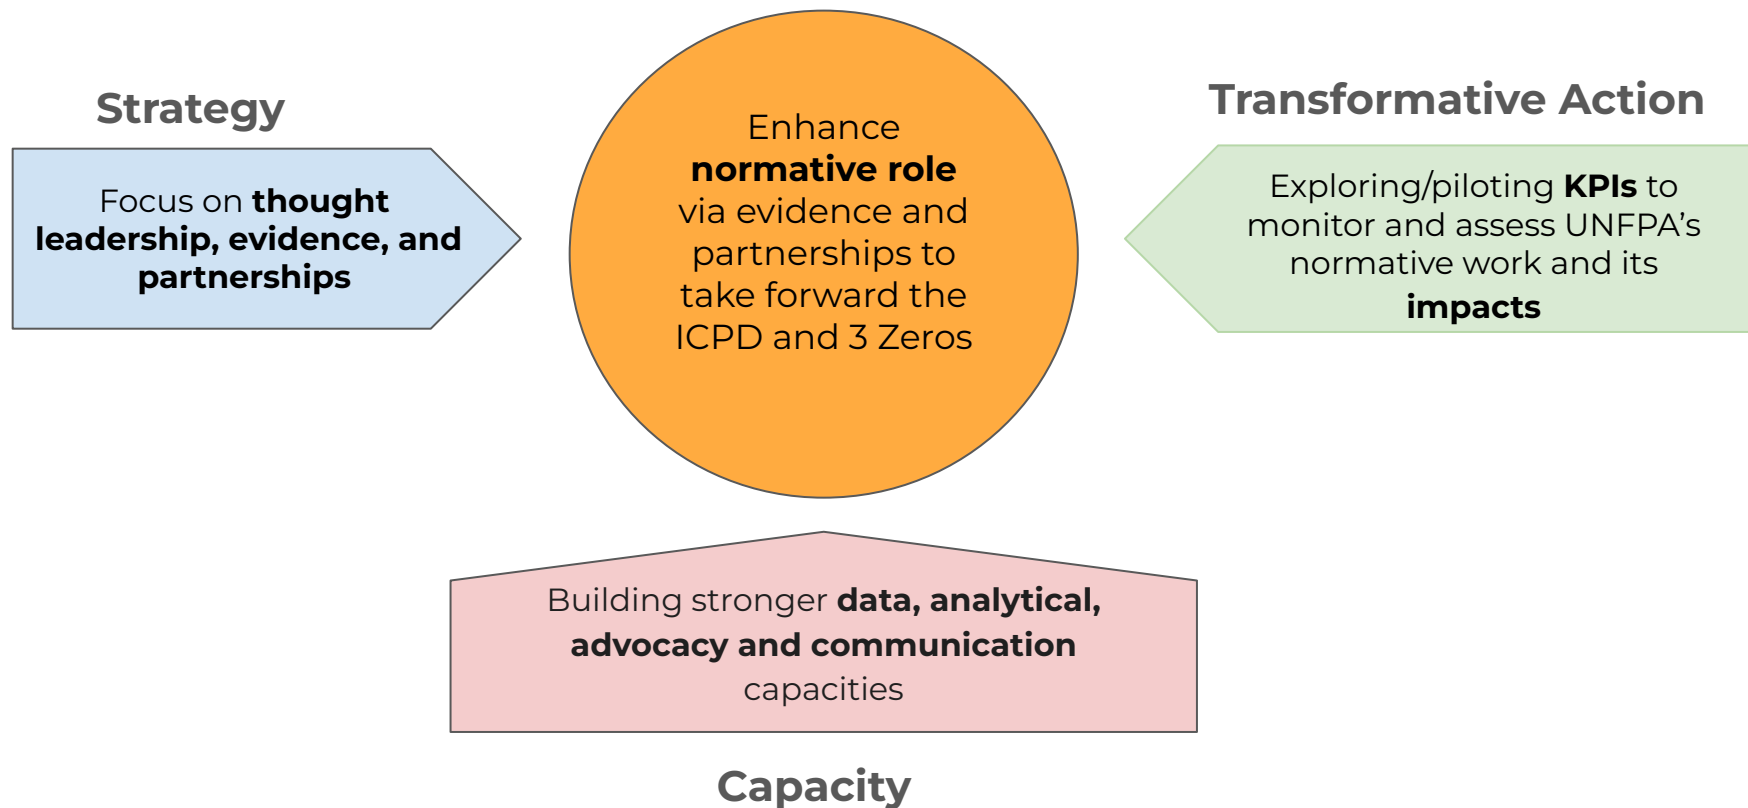 Strategy
Focus on thought
leadership, evidence, and
partnerships
Enhance
normative role
via evidence and
partnerships to
take forward the
ICPD and 3 Zeros
Transformative Action
Exploring/piloting KPIs to
monitor and assess UNFPA’s
normative work and its
impacts
Building stronger data, analytical,
advocacy and communication
capacities
Capacity